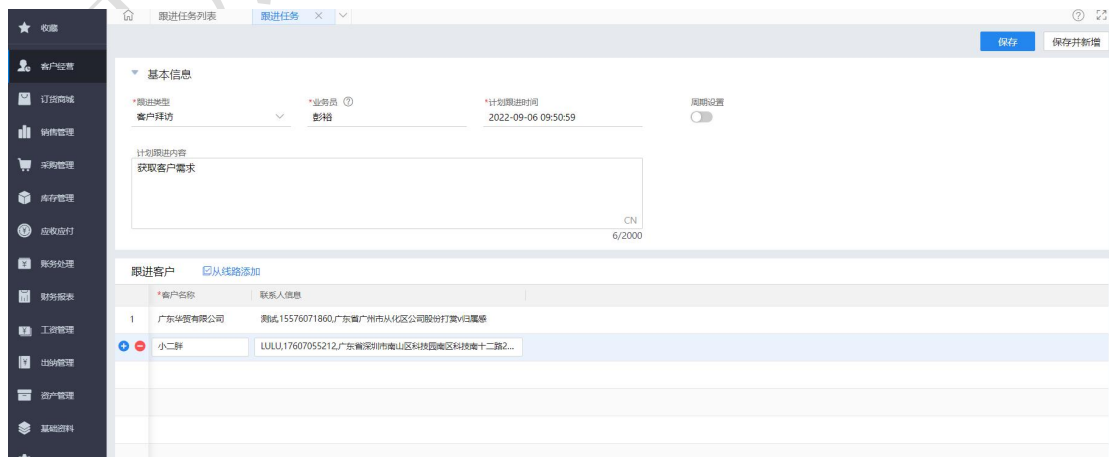 收藏
客户经营
订货商城
销售管理
采购管理
库存管理
应收应付
账务处理
财务报表
工资管理
出纳管理
资产管理
基础资料
跟进任务列表
跟进任务
保存
保存并新增
基本信息
*跟进类型
客户拜访
*业务员
彭裕
*计划跟进时间
2022-09-06 09:50:59
周期设置
计划跟进内容
获取客户需求
CN
6/2000
跟进客户
从线路添加
*客户名称
联系人信息
1
广东华贸有限公司
测试,15576071860,广东省广州市从化区公司股份打赏v归属感
小二胖
LULU,17607055212,广东省深圳市南山区科技园南区科技南十二路2...